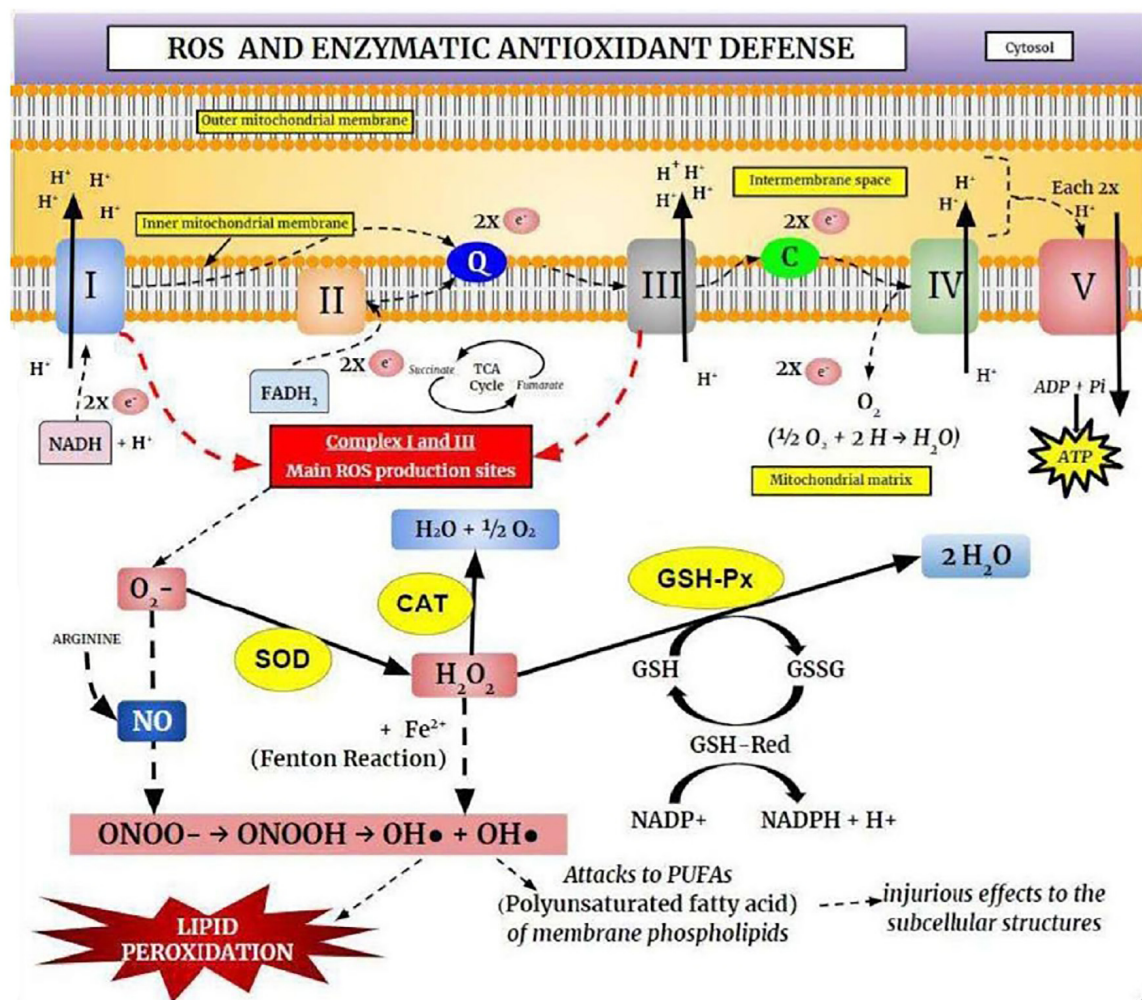 ROS AND ENZYMATIC ANTIOXIDANT DEFENSE
Cytosol
Outer mitochondrial membrane
H⁺
H⁺
H⁺
H⁺
H⁺
Inner mitochondrial membrane
2X e⁻
H⁺
H⁺ H⁺
H⁺ H⁺
Intermembrane space
2X e⁻
H⁺
H⁺
Each 2x
H⁺
I
II
Q
III
C
IV
V
H⁺
2X e⁻
NADH + H⁺
FADH₂
2X e⁻
Succinate
TCA
Cycle
Fumarate
H⁺
2X e⁻
O₂
(½ O₂ + 2 H → H₂O)
Mitochondrial matrix
H⁺
ADP + Pi
ATP
Complex I and III
Main ROS production sites
H₂O + ½ O₂
2 H₂O
O₂−
CAT
GSH-Px
ARGININE
SOD
H₂O₂
GSH
GSSG
NO
+ Fe²⁺
(Fenton Reaction)
GSH-Red
NADP+
NADPH + H+
ONOO− → ONOOH → OH• + OH•
LIPID
PEROXIDATION
Attacks to PUFAs
(Polyunsaturated fatty acid)
of membrane phospholipids
injurious effects to the
subcellular structures